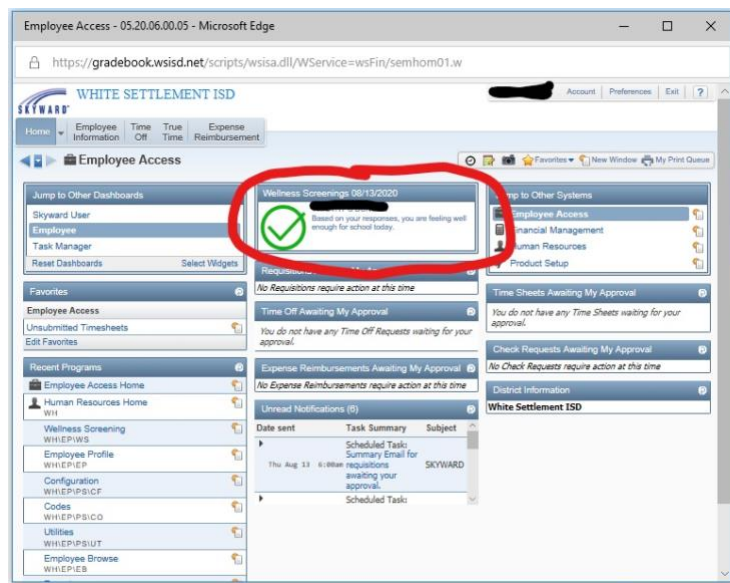 Employee Access - 05.20.06.00.05 - Microsoft Edge
https://gradebook.wsisd.net/scripts/wsisa.dll/WService=wsFin/semhom01.w
SKYWARD
WHITE SETTLEMENT ISD
Account Preferences Exit ?
Home Employee Information Time Off True Time Expense Reimbursement
Employee Access
Favorites New Window My Print Queue
Jump to Other Dashboards
Skyward User
Employee
Task Manager
Reset Dashboards Select Widgets
Favorites
Employee Access
Unsubmitted Timesheets
Edit Favorites
Recent Programs
Employee Access Home
Human Resources Home
WH
Wellness Screening
WH\EP\WS
Employee Profile
WH\EP\EP
Configuration
WH\EP\PS\CF
Codes
WH\EP\PS\CO
Utilities
WH\EP\PS\UT
Employee Browse
WH\EP\EB
Wellness Screenings 08/13/2020
Based on your responses, you are feeling well
enough for school today.
No Requisitions require action at this time
Time Off Awaiting My Approval
You do not have any Time Off Requests waiting for your
approval.
Expense Reimbursements Awaiting My Approval
No Expense Reimbursements require action at this time
Unread Notifications (6)
Date sent Task Summary Subject
Scheduled Task:
Summary Email for
Thu Aug 13 6:00am requisitions SKYWARD
awaiting your
approval.
Scheduled Task:
Jump to Other Systems
Employee Access
Financial Management
Human Resources
Product Setup
Time Sheets Awaiting My Approval
You do not have any Time Sheets waiting for your
approval.
Check Requests Awaiting My Approval
No Check Requests require action at this time
District Information
White Settlement ISD